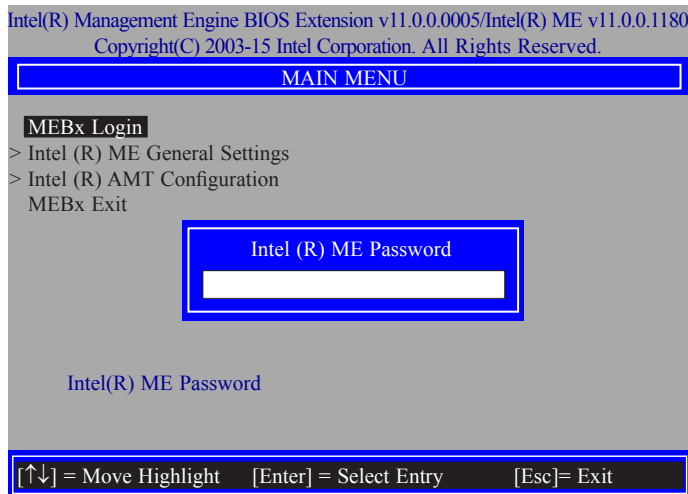 Intel(R) Management Engine BIOS Extension v11.0.0.0005/Intel(R) ME v11.0.0.1180
Copyright(C) 2003-15 Intel Corporation. All Rights Reserved.
MAIN MENU
MEBx Login
> Intel (R) ME General Settings
> Intel (R) AMT Configuration
MEBx Exit
Intel (R) ME Password
Intel(R) ME Password
[↑↓] = Move Highlight [Enter] = Select Entry [Esc]= Exit